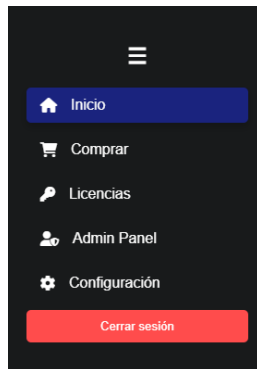 Inicio
Comprar
Licencias
Admin Panel
Configuración
Cerrar sesión